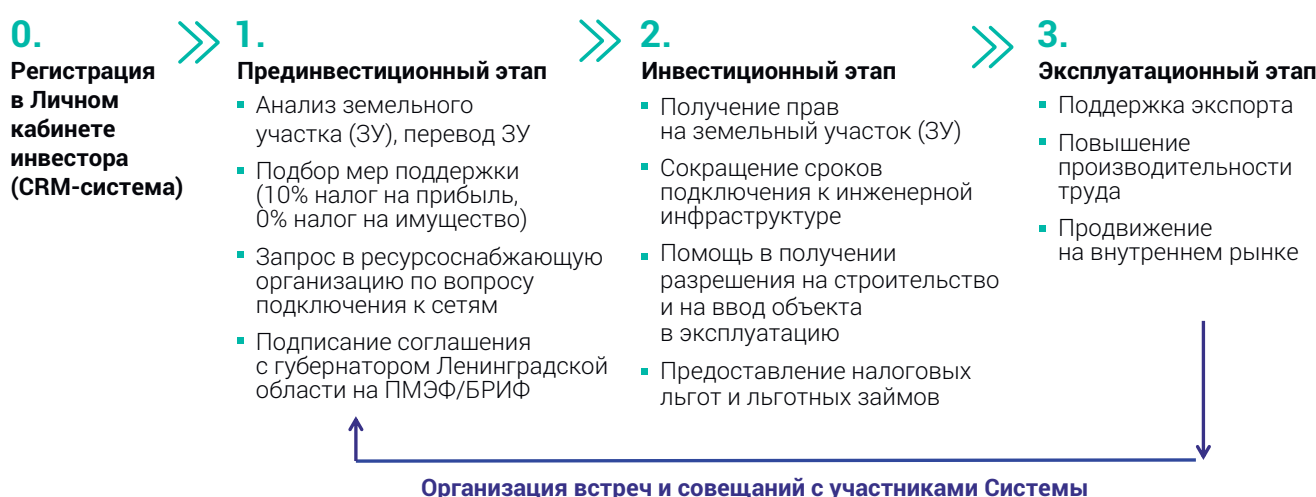 0.
Регистрация
в Личном
кабинете
инвестора
(CRM-система)
1.
Прединвестиционный этап
Анализ земельного
участка (ЗУ), перевод ЗУ
Подбор мер поддержки
(10% налог на прибыль,
0% налог на имущество)
Запрос в ресурсоснабжающую
организацию по вопросу
подключения к сетям
Подписание соглашения
с губернатором Ленинградской
области на ПМЭФ/БРИФ
2.
Инвестиционный этап
Получение прав
на земельный участок (ЗУ)
Сокращение сроков
подключения к инженерной
инфраструктуре
Помощь в получении
разрешения на строительство
и на ввод объекта
в эксплуатацию
Предоставление налоговых
льгот и льготных займов
3.
Эксплуатационный этап
Поддержка экспорта
Повышение
производительности
труда
Продвижение
на внутреннем рынке
Организация встреч и совещаний с участниками Системы